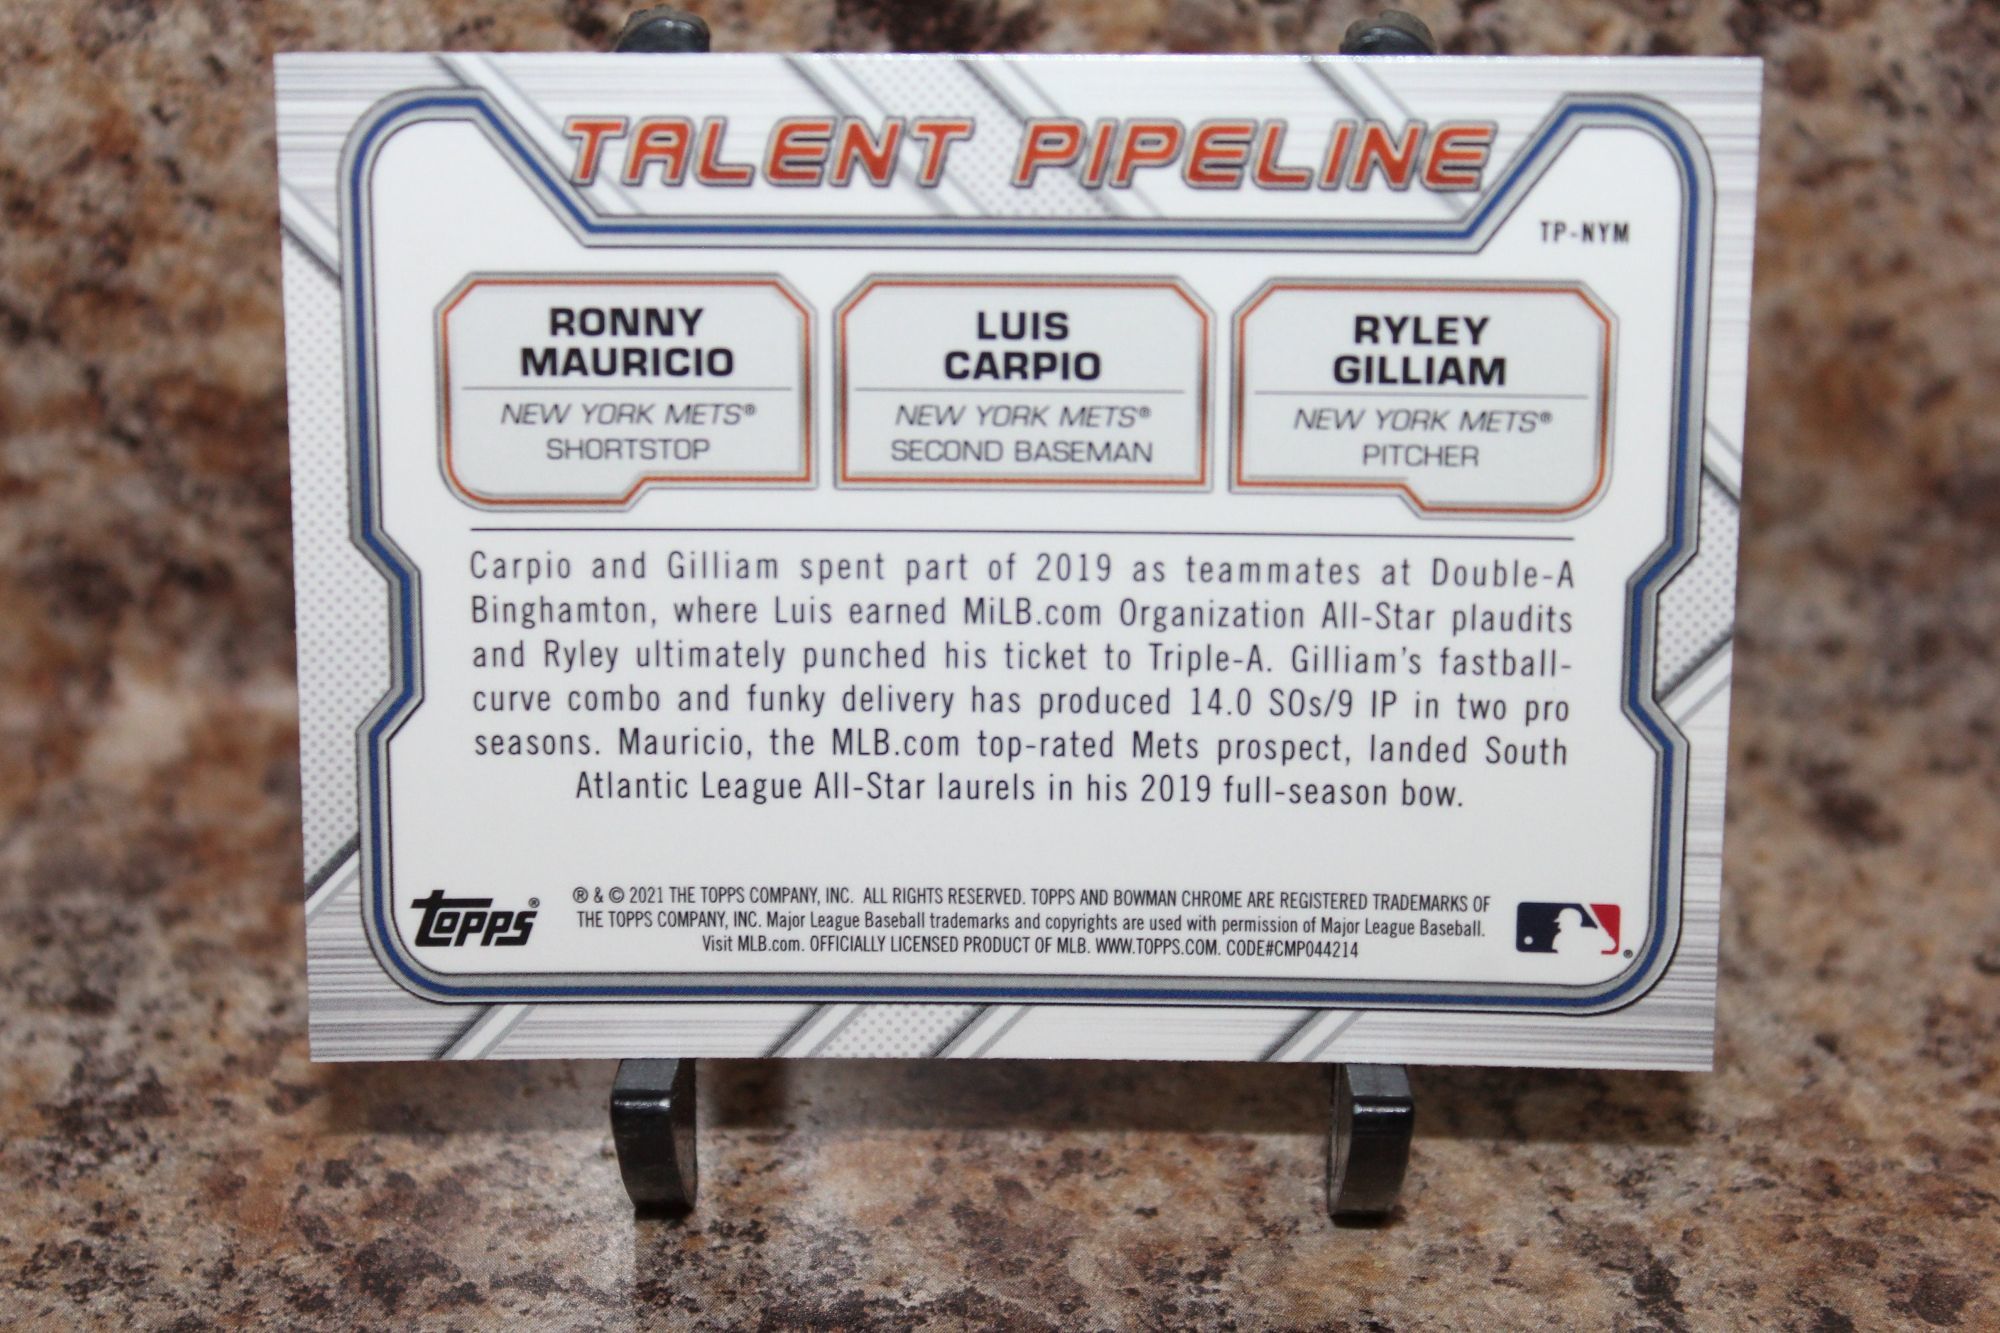 TALENT PIPELINE
TP-NYM
RONNY
MAURICIO
NEW YORK METS®
SHORTSTOP
LUIS
CARPIO
NEW YORK METS®
SECOND BASEMAN
RYLEY
GILLIAM
NEW YORK METS®
PITCHER
Carpio and Gilliam spent part of 2019 as teammates at Double-A
Binghamton, where Luis earned MiLB.com Organization All-Star plaudits
and Ryley ultimately punched his ticket to Triple-A. Gilliam's fastball-
curve combo and funky delivery has produced 14.0 SOs/9 IP in two pro
seasons. Mauricio, the MLB.com top-rated Mets prospect, landed South
Atlantic League All-Star laurels in his 2019 full-season bow.
topps®
® & © 2021 THE TOPPS COMPANY, INC. ALL RIGHTS RESERVED. TOPPS AND BOWMAN CHROME ARE REGISTERED TRADEMARKS OF
THE TOPPS COMPANY, INC. Major League Baseball trademarks and copyrights are used with permission of Major League Baseball.
Visit MLB.com. OFFICIALLY LICENSED PRODUCT OF MLB. WWW.TOPPS.COM. CODE#CMP044214
®